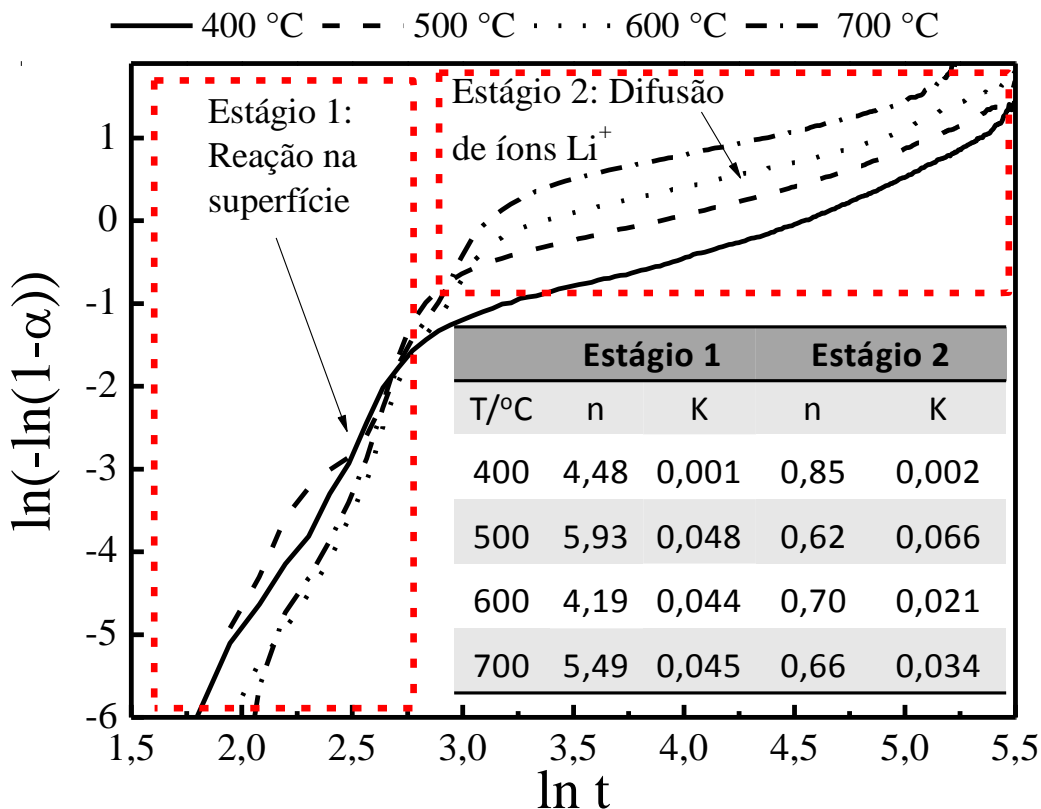 400 °C 500 °C 600 °C 700 °C
Estágio 1:
Reação na
superfície
Estágio 2: Difusão
de íons Li+
ln(-ln(1-α))
1
0
-1
-2
-3
-4
-5
-6
Estágio 1 Estágio 2
T/°C n K n K
400 4,48 0,001 0,85 0,002
500 5,93 0,048 0,62 0,066
600 4,19 0,044 0,70 0,021
700 5,49 0,045 0,66 0,034
1,5 2,0 2,5 3,0 3,5 4,0 4,5 5,0 5,5
ln t